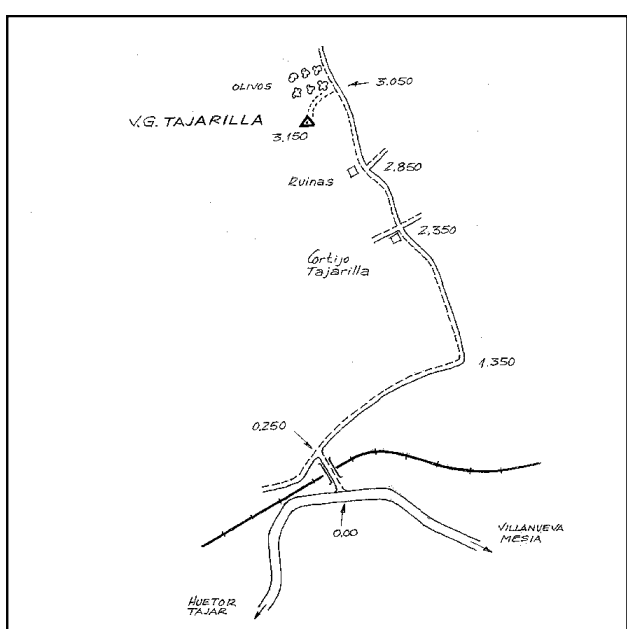 OLIVOS
3.050
V.G. TAJARILLA
3.150
2.850
Ruinas
2.350
Cortijo
Tajarilla
1.350
0.250
0.00
VILLANUEVA
MESIA
HUETOR
TAJAR